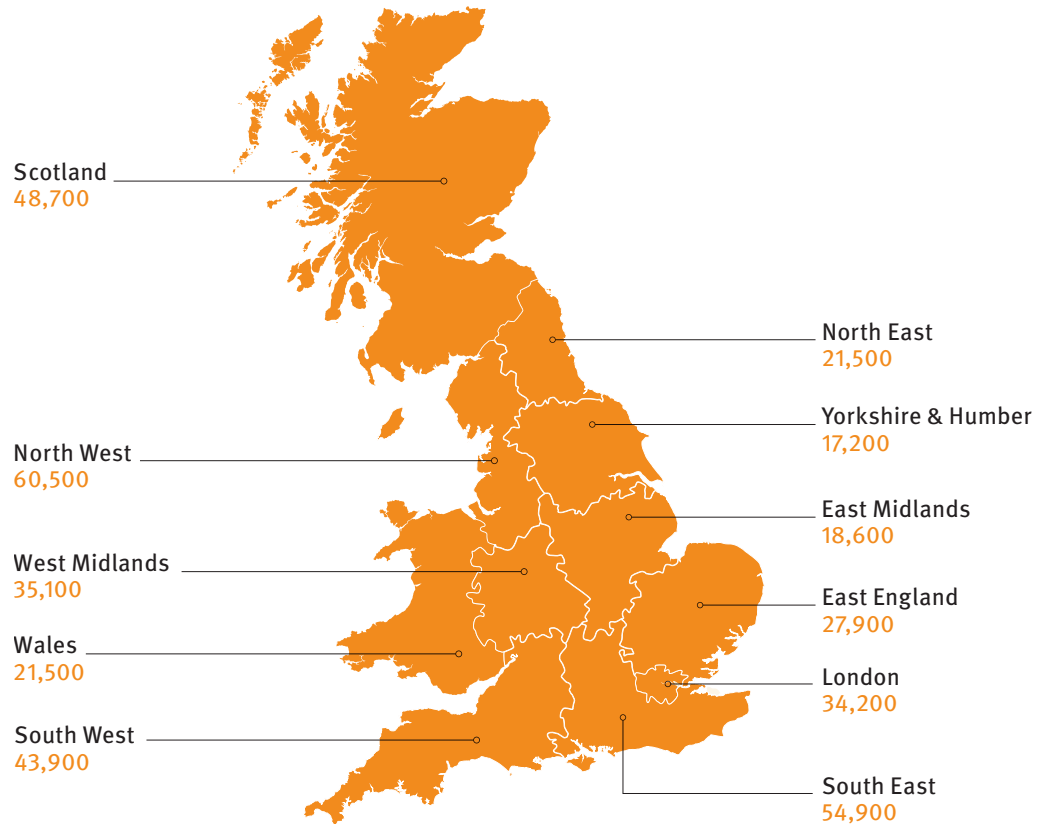 Scotland
48,700
North West
60,500
West Midlands
35,100
Wales
21,500
South West
43,900
North East
21,500
Yorkshire & Humber
17,200
East Midlands
18,600
East England
27,900
London
34,200
South East
54,900